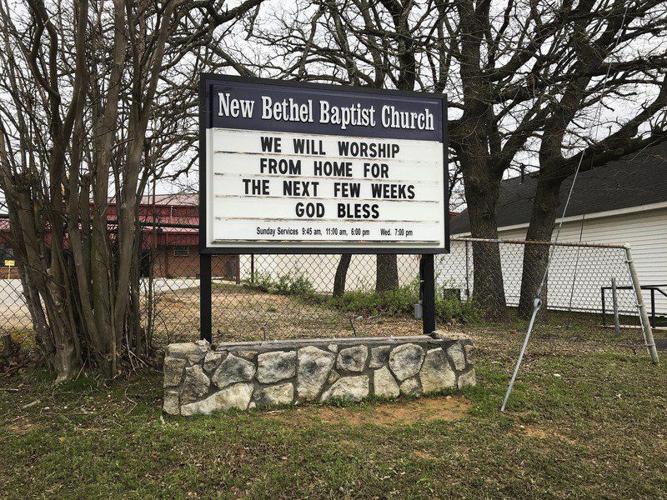 New Bethel Baptist Church
WE WILL WORSHIP
FROM HOME FOR
THE NEXT FEW WEEKS
GOD BLESS
Sunday Services 9:45 am, 11:00 am, 6:00 pm Wed. 7:00 pm